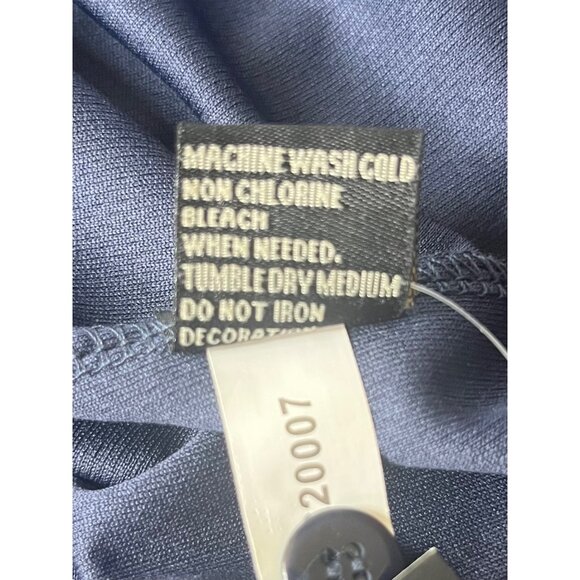 MACHINE WASH COLD
NON CHLORINE
BLEACH
WHEN NEEDED.
TUMBLE DRY MEDIUM
DO NOT IRON
20007